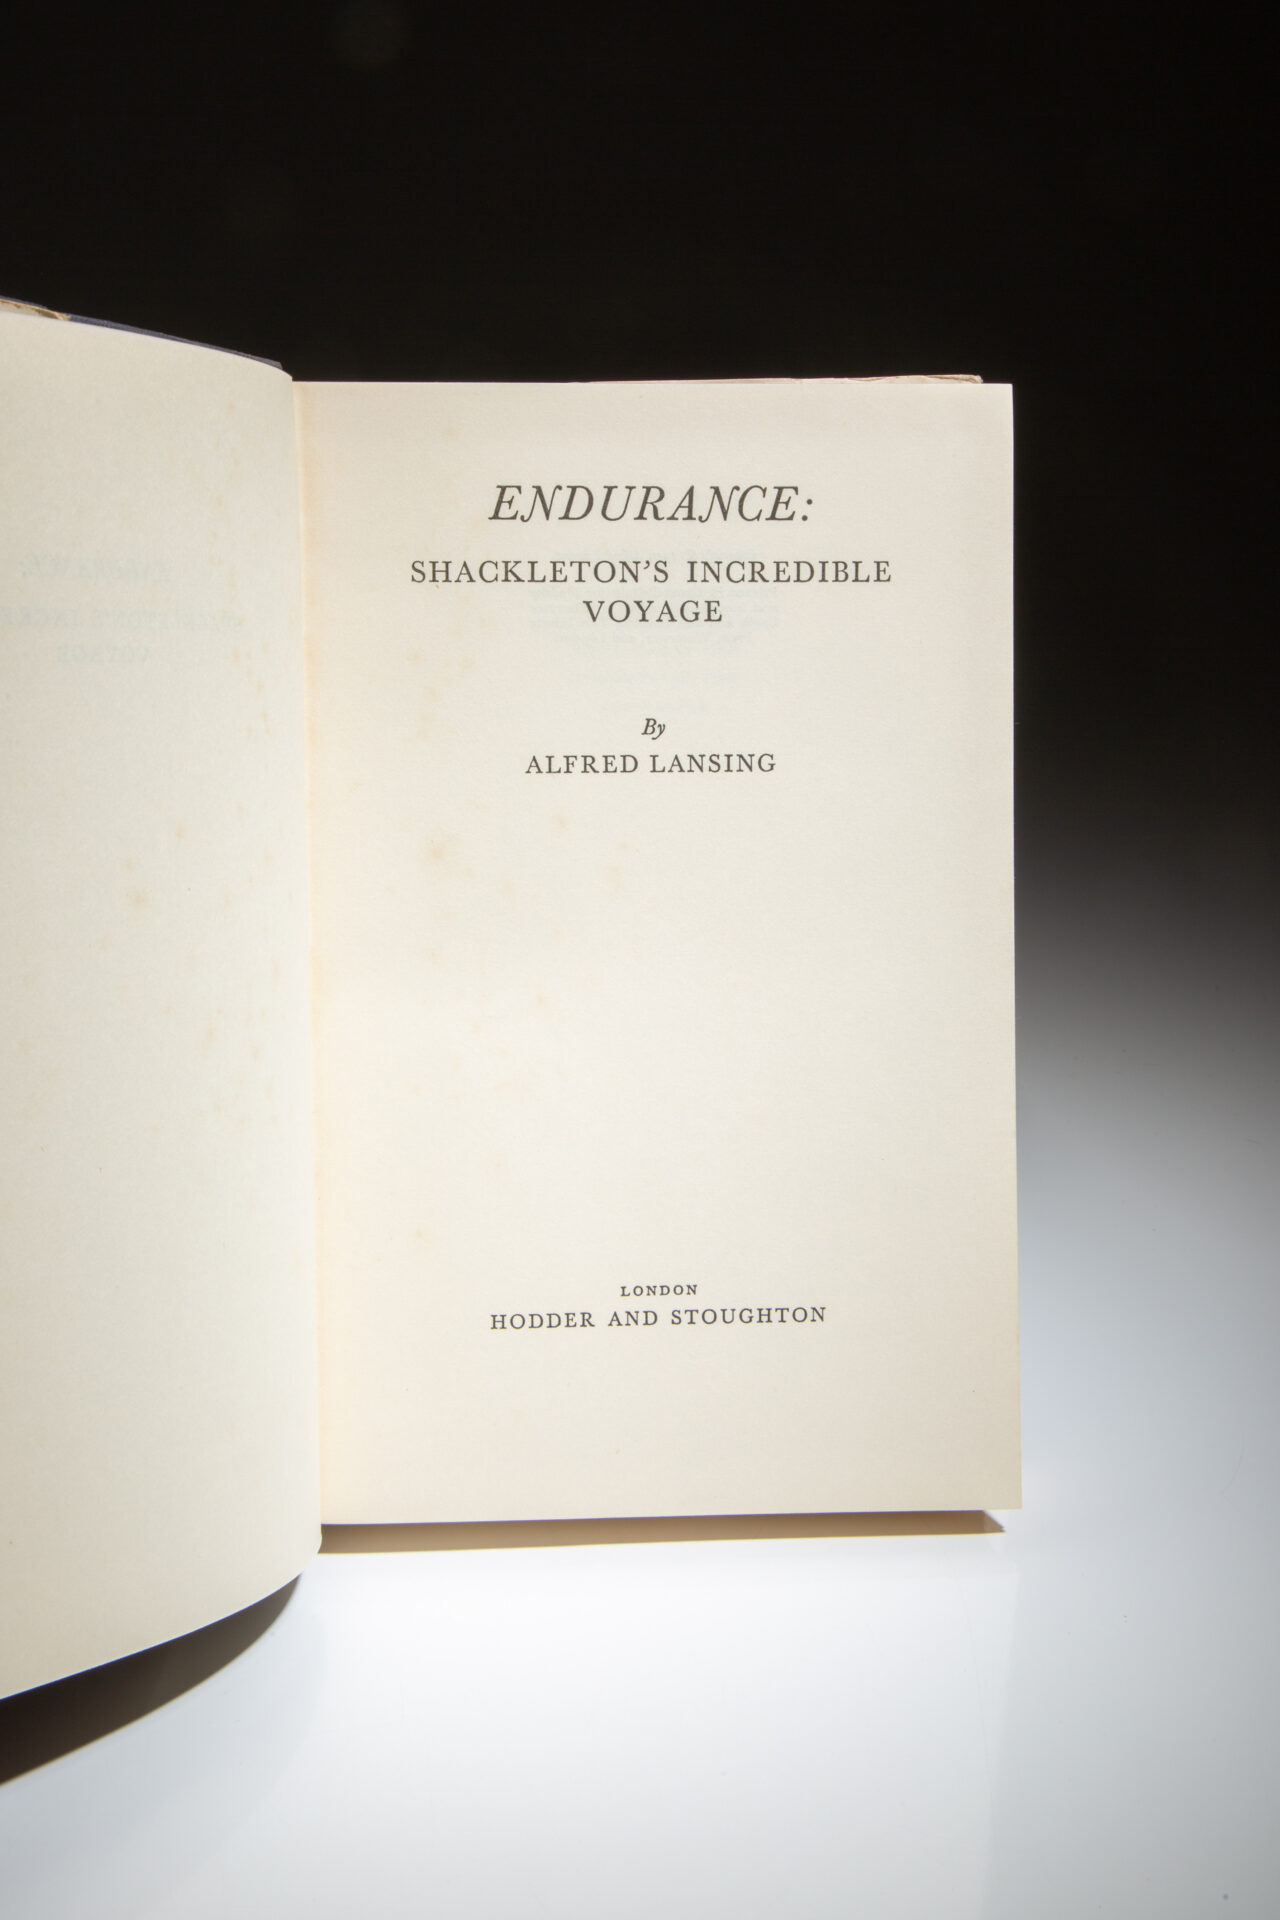 ENDURANCE:
SHACKLETON'S INCREDIBLE
VOYAGE
By
ALFRED LANSING
LONDON
HODDER AND STOUGHTON